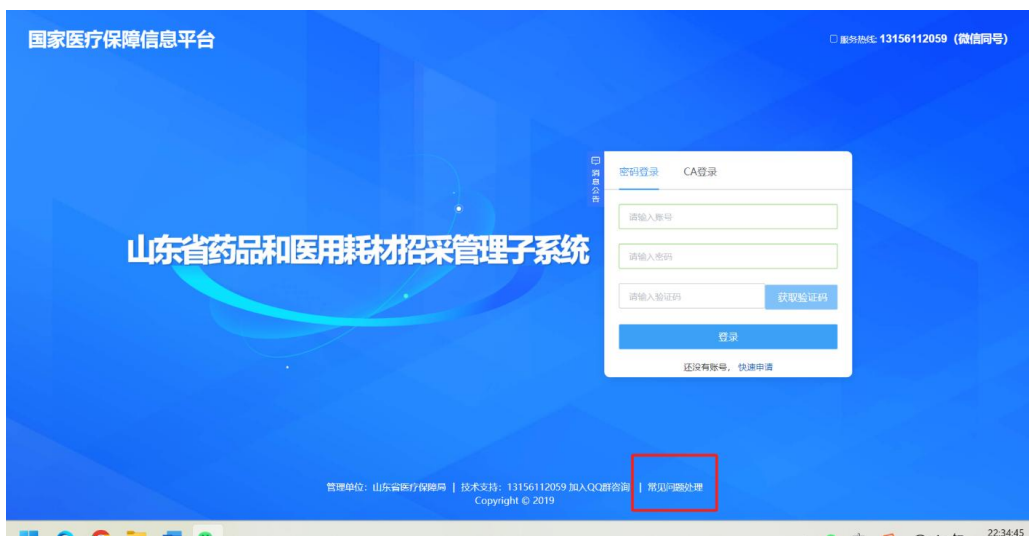 国家医疗保障信息平台
服务热线: 13156112059（微信同号）
消息公告
密码登录 CA登录
请输入账号
山东省药品和医用耗材招采管理子系统
请输入密码
请输入验证码 获取验证码
登录
还没有账号，快速申请
管理单位：山东省医疗保障局 | 技术支持：13156112059 加入QQ群咨询 | 常见问题处理
Copyright © 2019
22:34:45